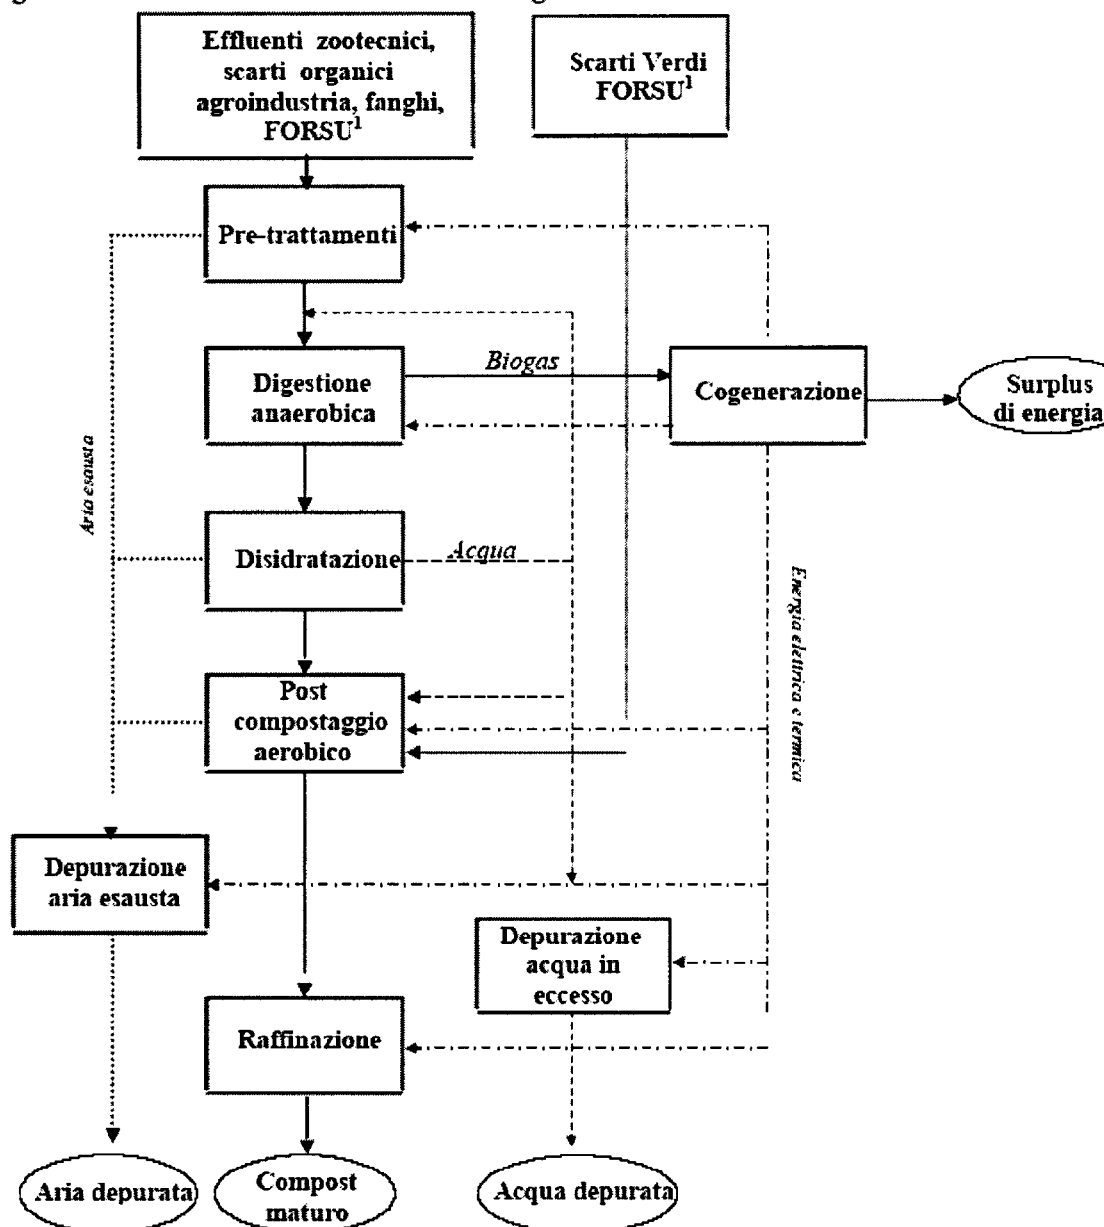 Effluenti zootecnici,
scarti organici
agroindustria, fanghi,
FORSU¹
Scarti Verdi
FORSU¹
Pre-trattamenti
Biogas
Digestione
anaerobica
Cogenerazione
Surplus
di energia
Aria esausta
Disidratazione
Acqua
Energia elettrica e termica
Post
compostaggio
aerobico
Depurazione
aria esausta
Depurazione
acqua in
eccesso
Raffinazione
Aria depurata
Compost
maturo
Acqua depurata